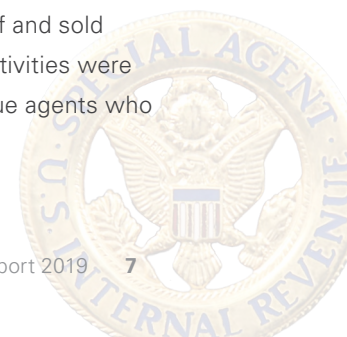 f and sold
tivities were
ue agents who
SPECIAL AGENT
U.S. INTERNAL REVENUE
port 2019 7